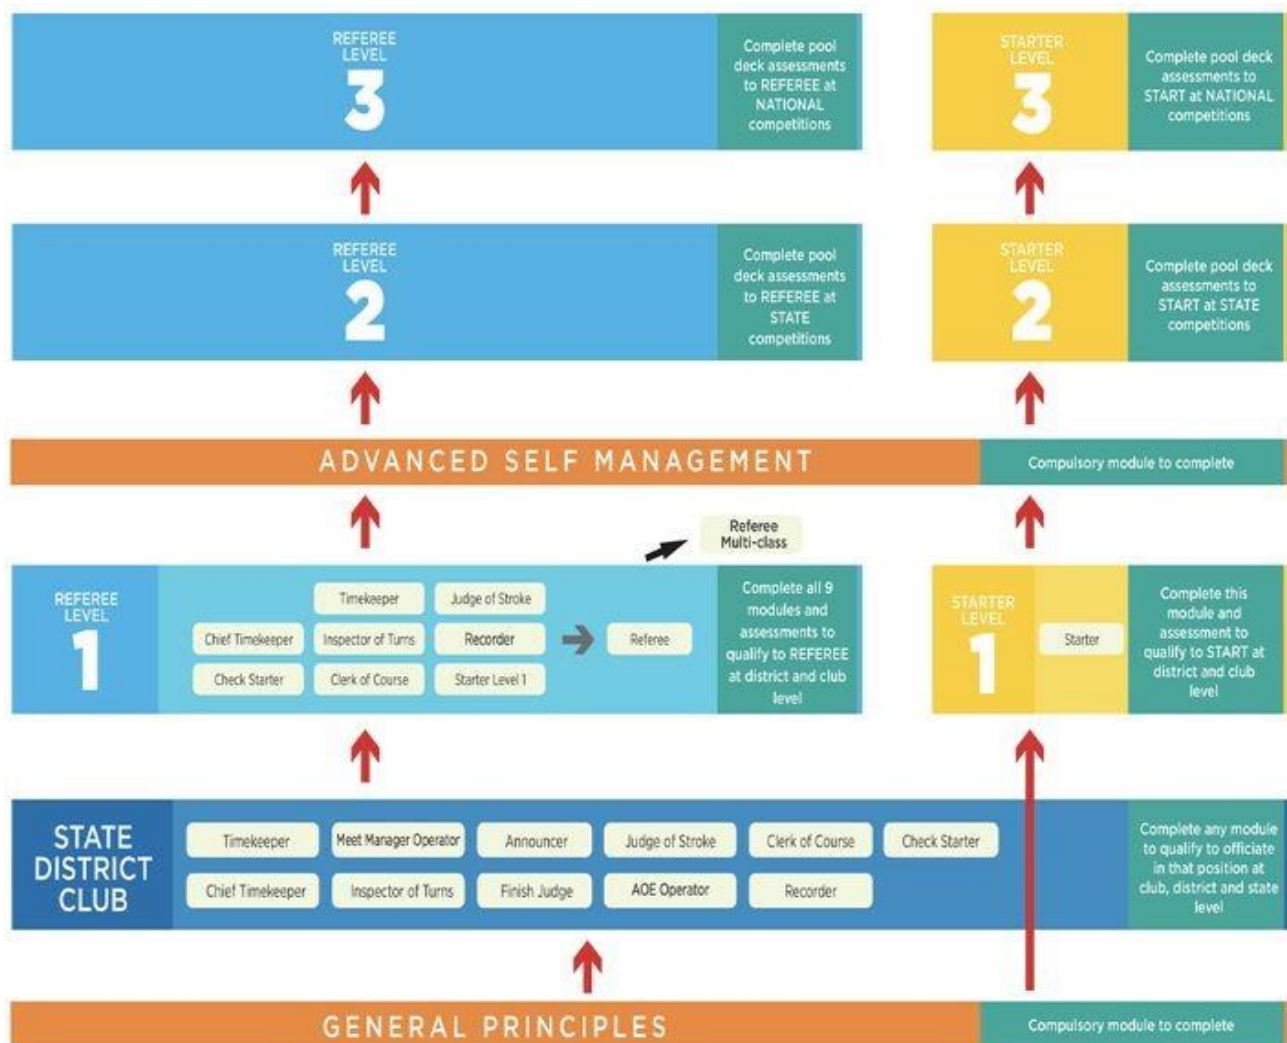 REFEREE
LEVEL
3
Complete pool
deck assessments
to REFEREE at
NATIONAL
competitions
STARTER
LEVEL
3
Complete pool deck
assessments to
START at NATIONAL
competitions
REFEREE
LEVEL
2
Complete pool
deck assessments
to REFEREE at
STATE
competitions
STARTER
LEVEL
2
Complete pool deck
assessments to
START at STATE
competitions
ADVANCED SELF MANAGEMENT
Compulsory module to complete
Referee
Multi-class
REFEREE
LEVEL
1
Timekeeper
Judge of Stroke
Chief Timekeeper
Inspector of Turns
Recorder
Referee
Check Starter
Clerk of Course
Starter Level 1
Complete all 9
modules and
assessments to
qualify to REFEREE
at district and club
level
STARTER
LEVEL
1
Starter
Complete this
module and
assessment to
qualify to START at
district and club
level
STATE
DISTRICT
CLUB
Timekeeper
Meet Manager Operator
Announcer
Judge of Stroke
Clerk of Course
Check Starter
Chief Timekeeper
Inspector of Turns
Finish Judge
AOE Operator
Recorder
Complete any module
to qualify to officiate
in that position at
club, district and state
level
GENERAL PRINCIPLES
Compulsory module to complete